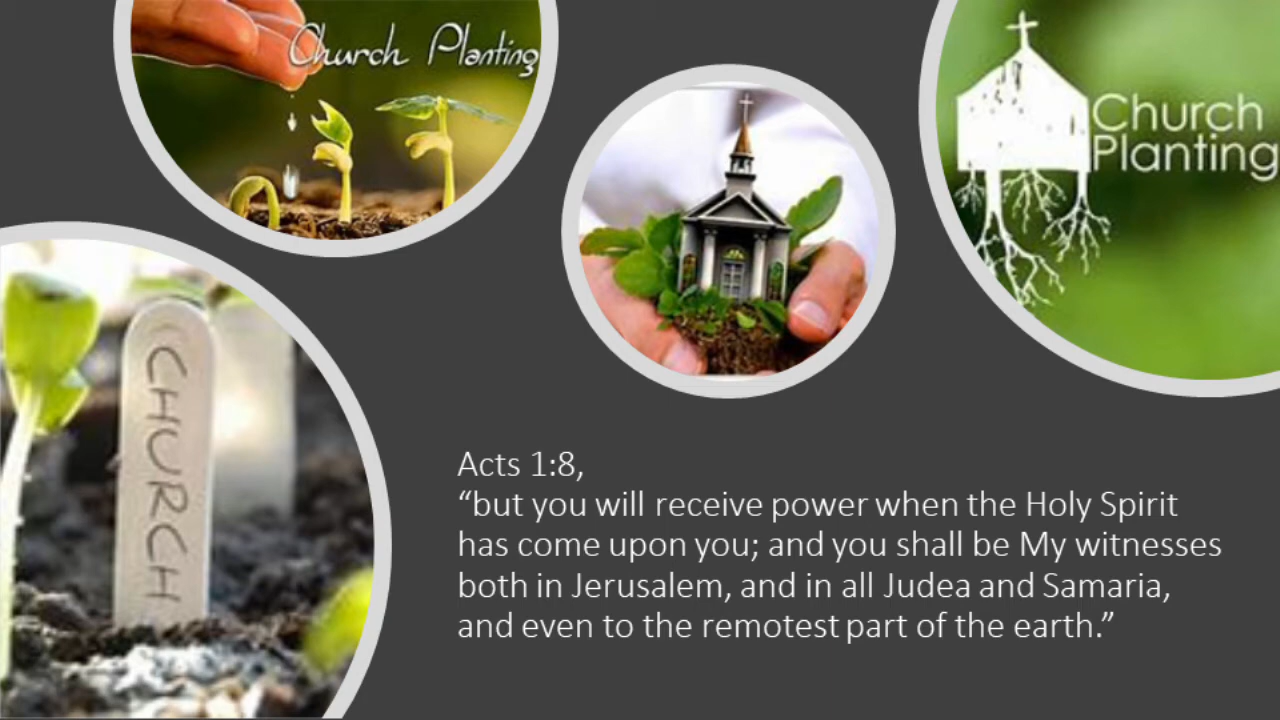 Church Planting
Church
Planting
CHURCH
Acts 1:8,
“but you will receive power when the Holy Spirit
has come upon you; and you shall be My witnesses
both in Jerusalem, and in all Judea and Samaria,
and even to the remotest part of the earth.”